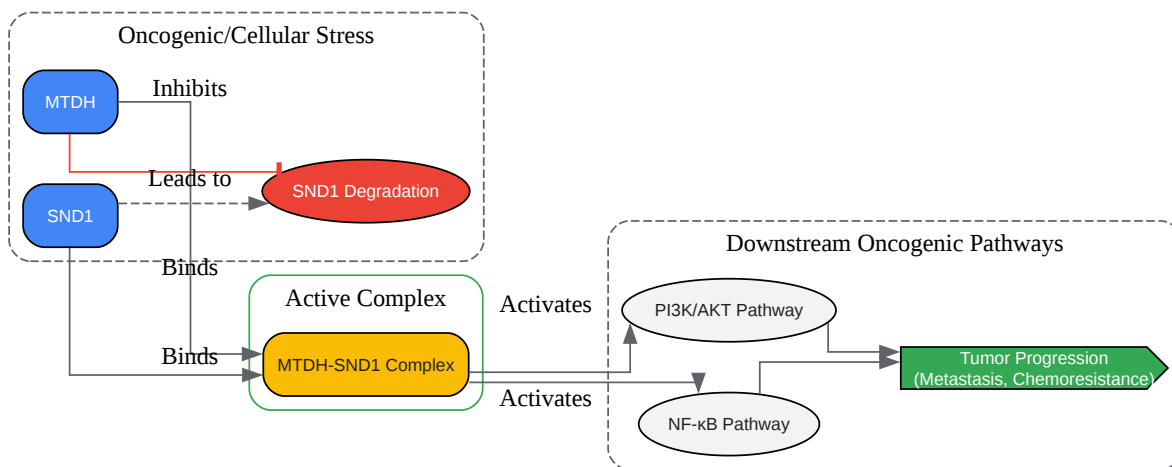 Oncogenic/Cellular Stress
MTDH
Inhibits
Leads to
SND1 Degradation
SND1
Binds
Downstream Oncogenic Pathways
Active Complex
Activates
PI3K/AKT Pathway
Binds
MTDH-SND1 Complex
Tumor Progression
(Metastasis, Chemoresistance)
Activates
NF-κB Pathway